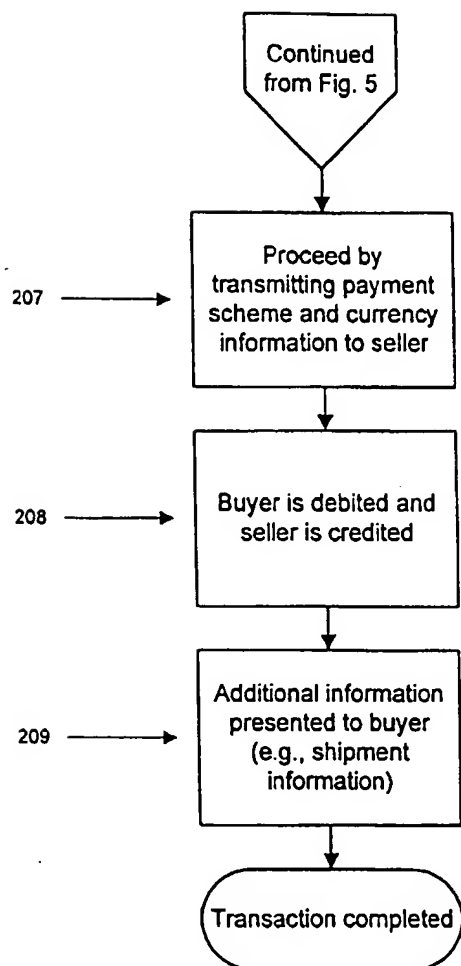 Continued
from Fig. 5
207
Proceed by
transmitting payment
scheme and currency
information to seller
208
Buyer is debited and
seller is credited
209
Additional information
presented to buyer
(e.g., shipment
information)
Transaction completed